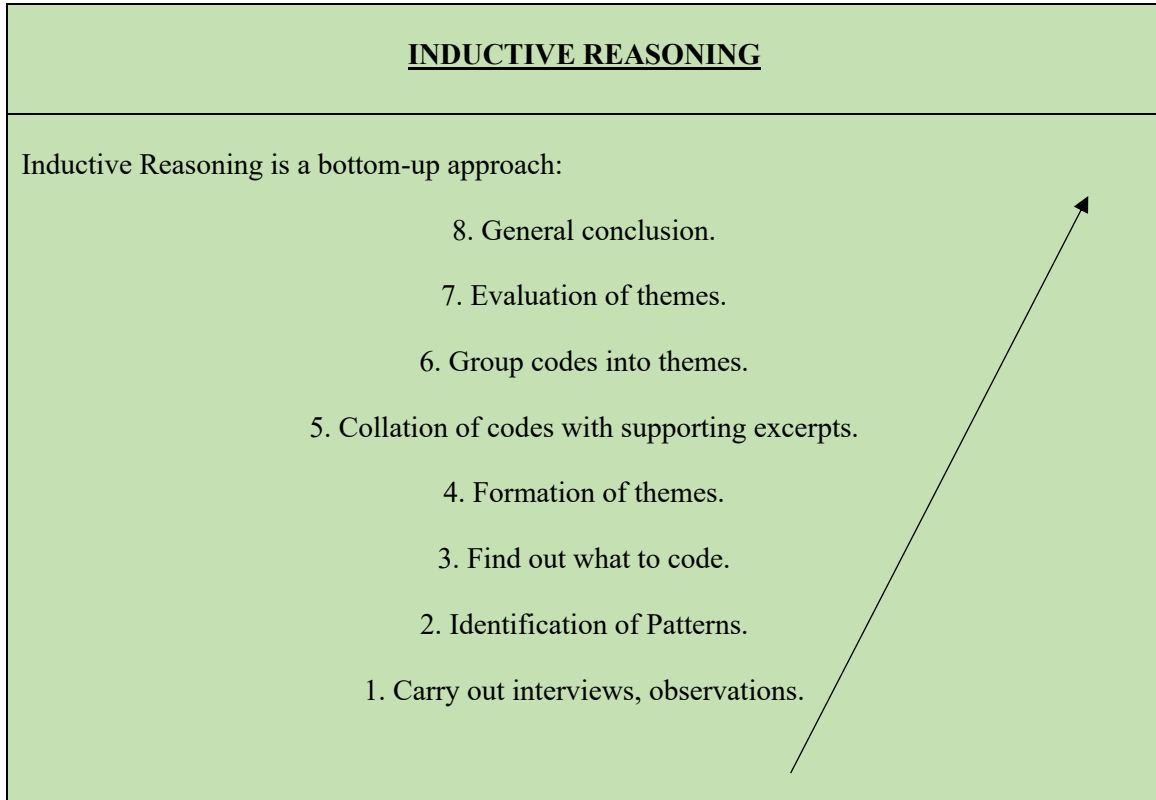 INDUCTIVE REASONING
Inductive Reasoning is a bottom-up approach:
8. General conclusion.
7. Evaluation of themes.
6. Group codes into themes.
5. Collation of codes with supporting excerpts.
4. Formation of themes.
3. Find out what to code.
2. Identification of Patterns.
1. Carry out interviews, observations.